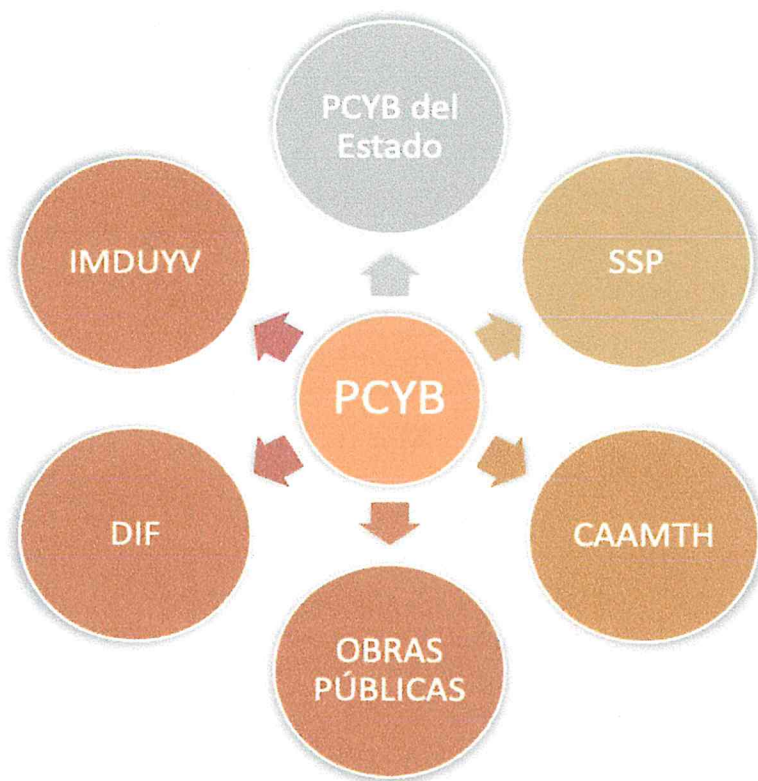 PCYB del
Estado
IMDUYV
SSP
PCYB
DIF
CAAMTH
OBRAS
PÚBLICAS